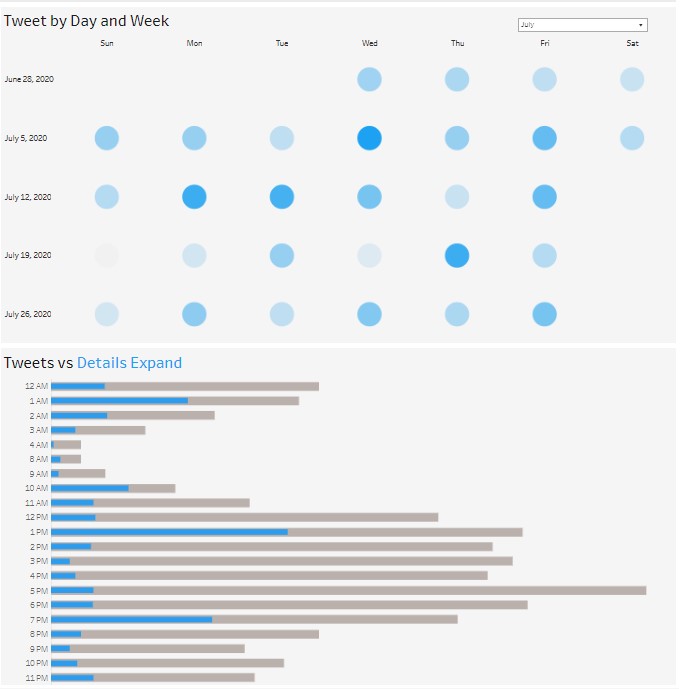 Tweet by Day and Week
July
Sun Mon Tue Wed Thu Fri Sat
June 28, 2020
July 5, 2020
July 12, 2020
July 19, 2020
July 26, 2020
Tweets vs Details Expand
12 AM
1 AM
2 AM
3 AM
4 AM
8 AM
9 AM
10 AM
11 AM
12 PM
1 PM
2 PM
3 PM
4 PM
5 PM
6 PM
7 PM
8 PM
9 PM
10 PM
11 PM